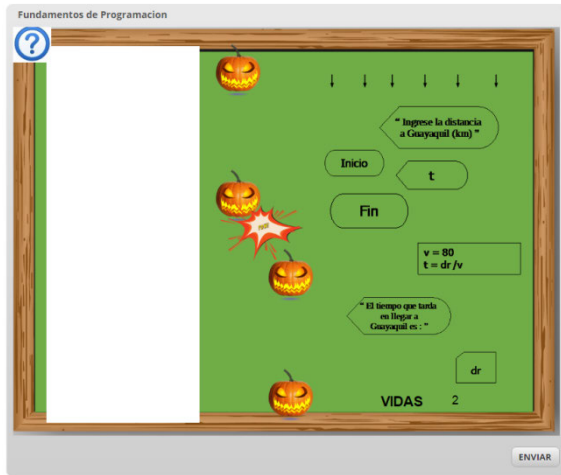 Fundamentos de Programacion
?
“ Ingrese la distancia
a Guayaquil (km) ”
Inicio
t
Fin
v = 80
t = dr /v
“ El tiempo que tarda
en llegar a
Guayaquil es : ”
dr
VIDAS 2
ENVIAR